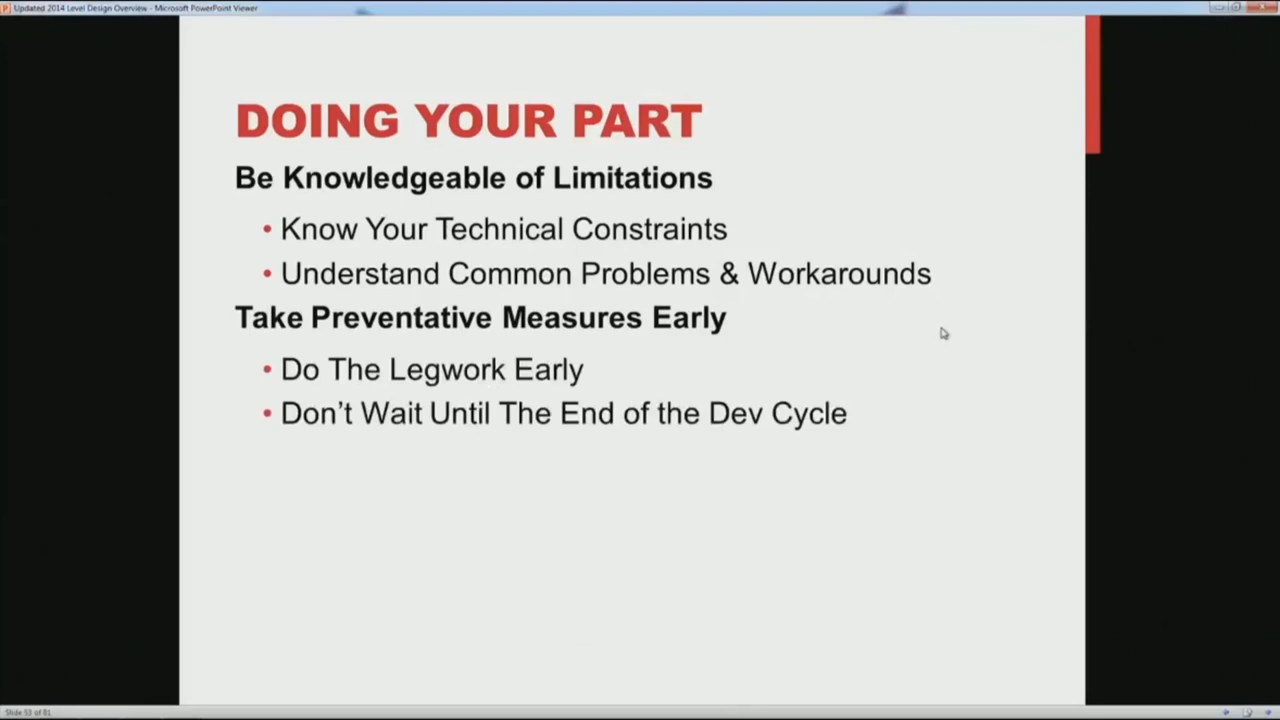 Updated 2014 Level Design Overview - Microsoft PowerPoint Viewer
DOING YOUR PART
Be Knowledgeable of Limitations
• Know Your Technical Constraints
• Understand Common Problems & Workarounds
Take Preventative Measures Early
• Do The Legwork Early
• Don't Wait Until The End of the Dev Cycle
Slide 53 of 81